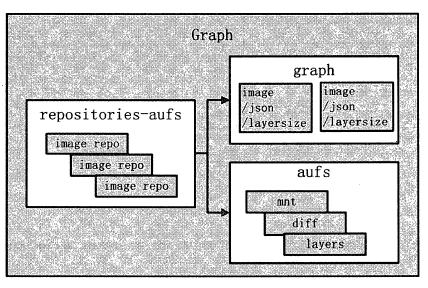 Graph
repositories-aufs
image repo
image repo
image repo
graph
image
/json
/layersize
image
/json
/layersize
aufs
mnt
diff
layers